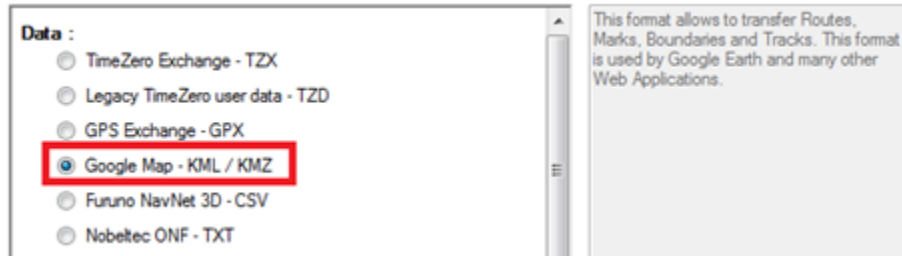 Data :
TimeZero Exchange - TZX
Legacy TimeZero user data - TZD
GPS Exchange - GPX
Google Map - KML / KMZ
Furuno NavNet 3D - CSV
Nobeltec ONF - TXT
This format allows to transfer Routes,
Marks, Boundaries and Tracks. This format
is used by Google Earth and many other
Web Applications.